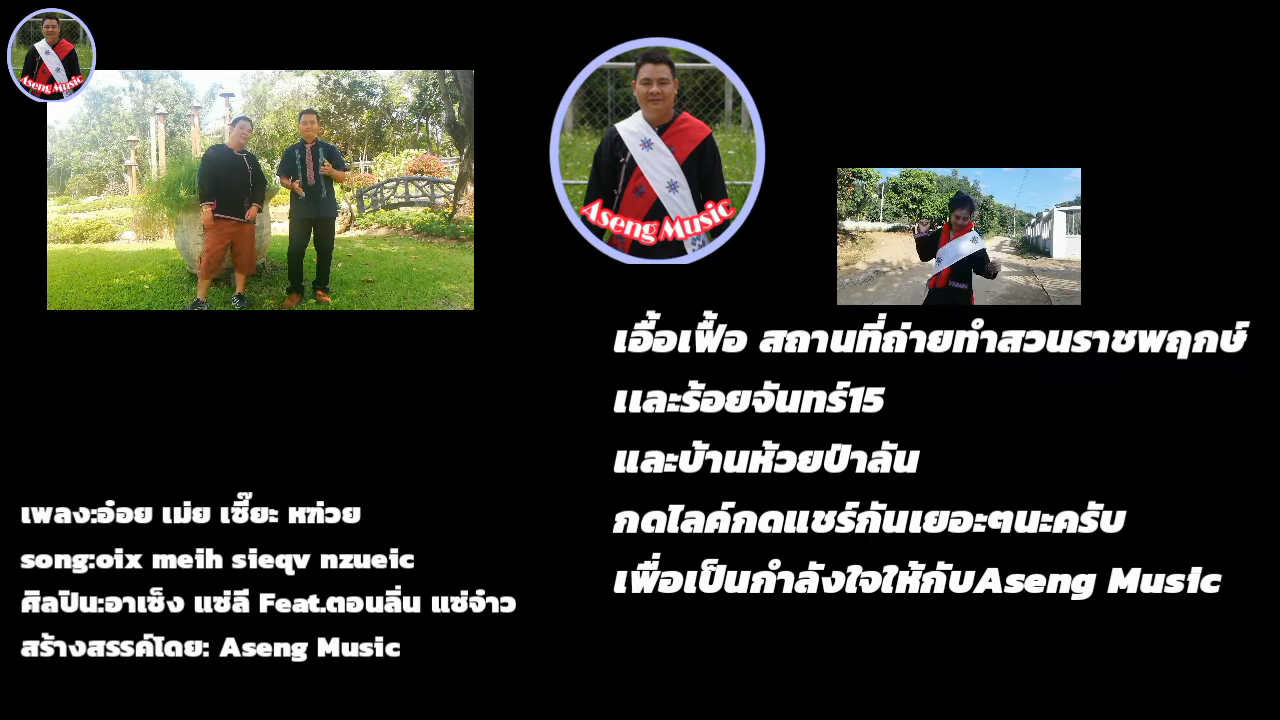 Aseng Music
Aseng Music
เอื้อเฟื้อ สถานที่ถ่ายทำสวนราชพฤกษ์
และร้อยจันทร์15
และบ้านห้วยป่าลัน
กดไลค์กดแชร์กันเยอะๆนะครับ
เพื่อเป็นกำลังใจให้กับAseng Music
เพลง:อ๋อย เม่ย เซี๊ยะ หฑ่วย
song:oix meih sieqv nzueic
ศิลปิน:อาเซ็ง แซ่ลี Feat.ตอนลิ่น แซ่จ๋าว
สร้างสรรค์โดย: Aseng Music